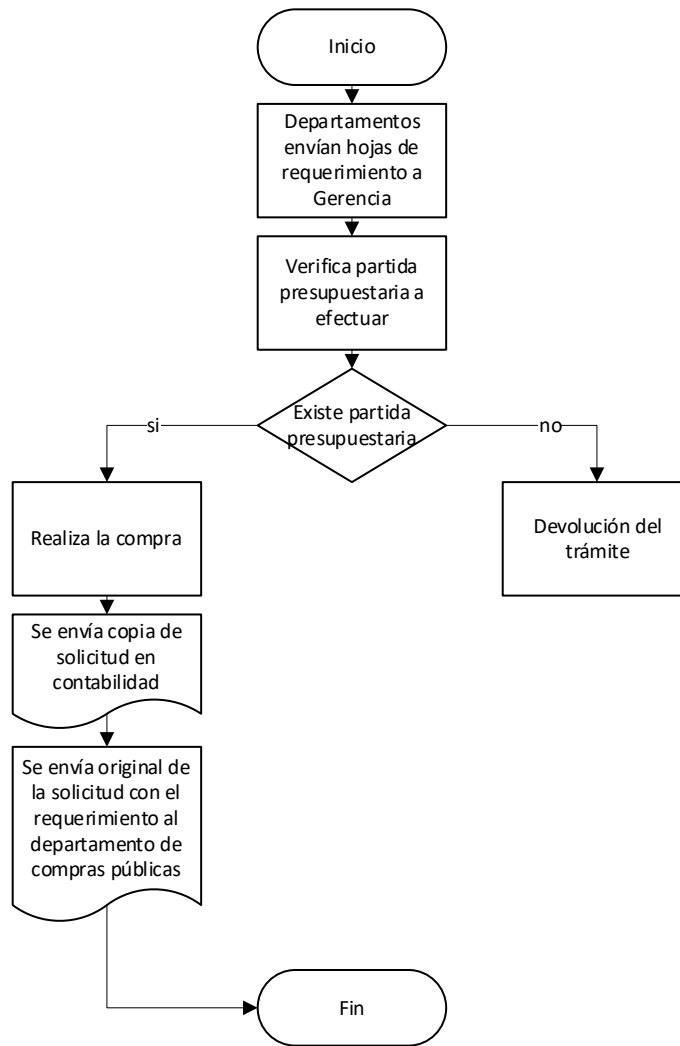 Inicio
Departamentos
envían hojas de
requerimiento a
Gerencia
Verifica partida
presupuestaria a
efectuar
Existe partida
presupuestaria
si
no
Realiza la compra
Devolución del
trámite
Se envía copia de
solicitud en
contabilidad
Se envía original de
la solicitud con el
requerimiento al
departamento de
compras públicas
Fin